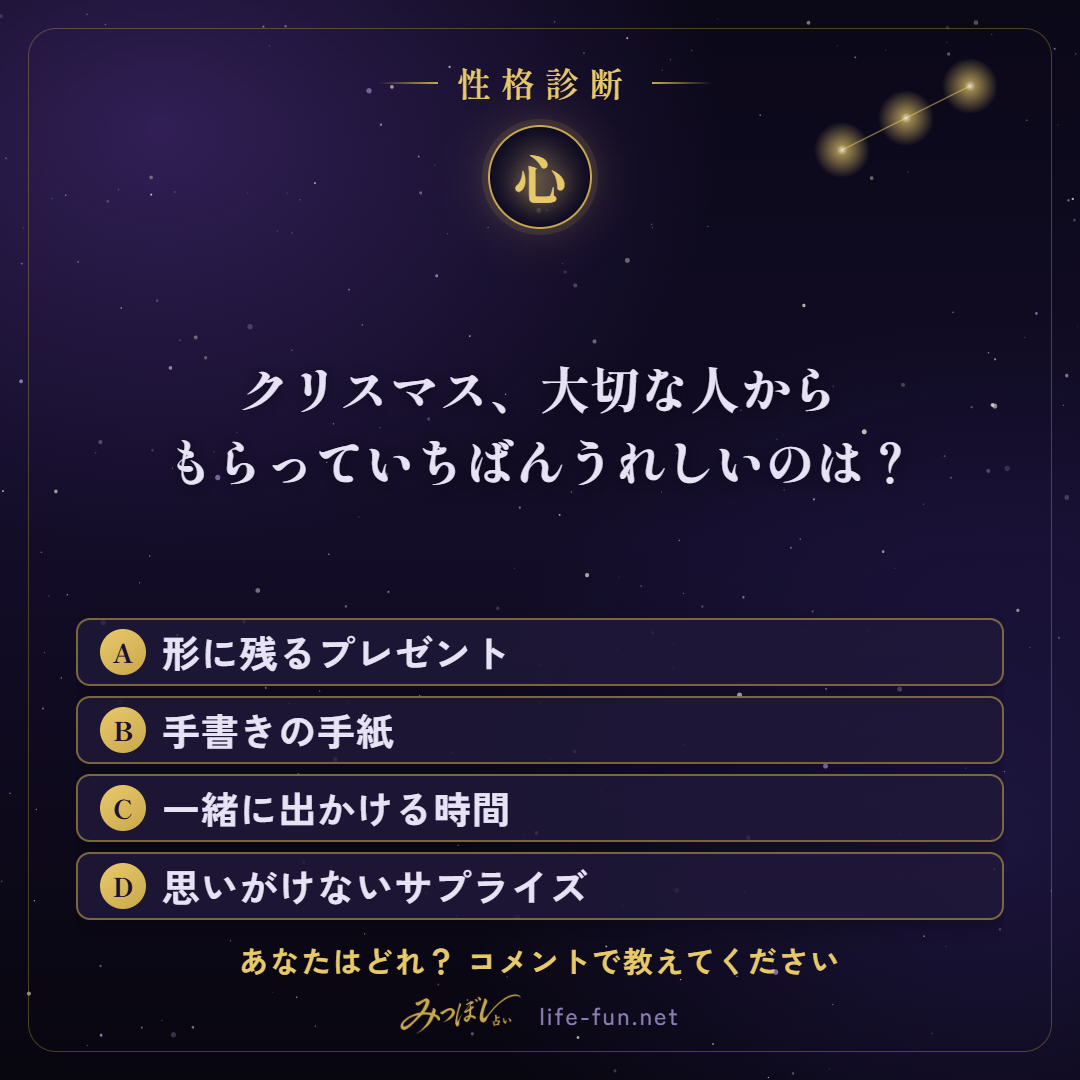 性格診断
心
クリスマス、大切な人から
もらっていちばんうれしいのは？
A 形に残るプレゼント
B 手書きの手紙
C 一緒に出かける時間
D 思いがけないサプライズ
あなたはどれ？ コメントで教えてください
みつぼし占い life-fun.net